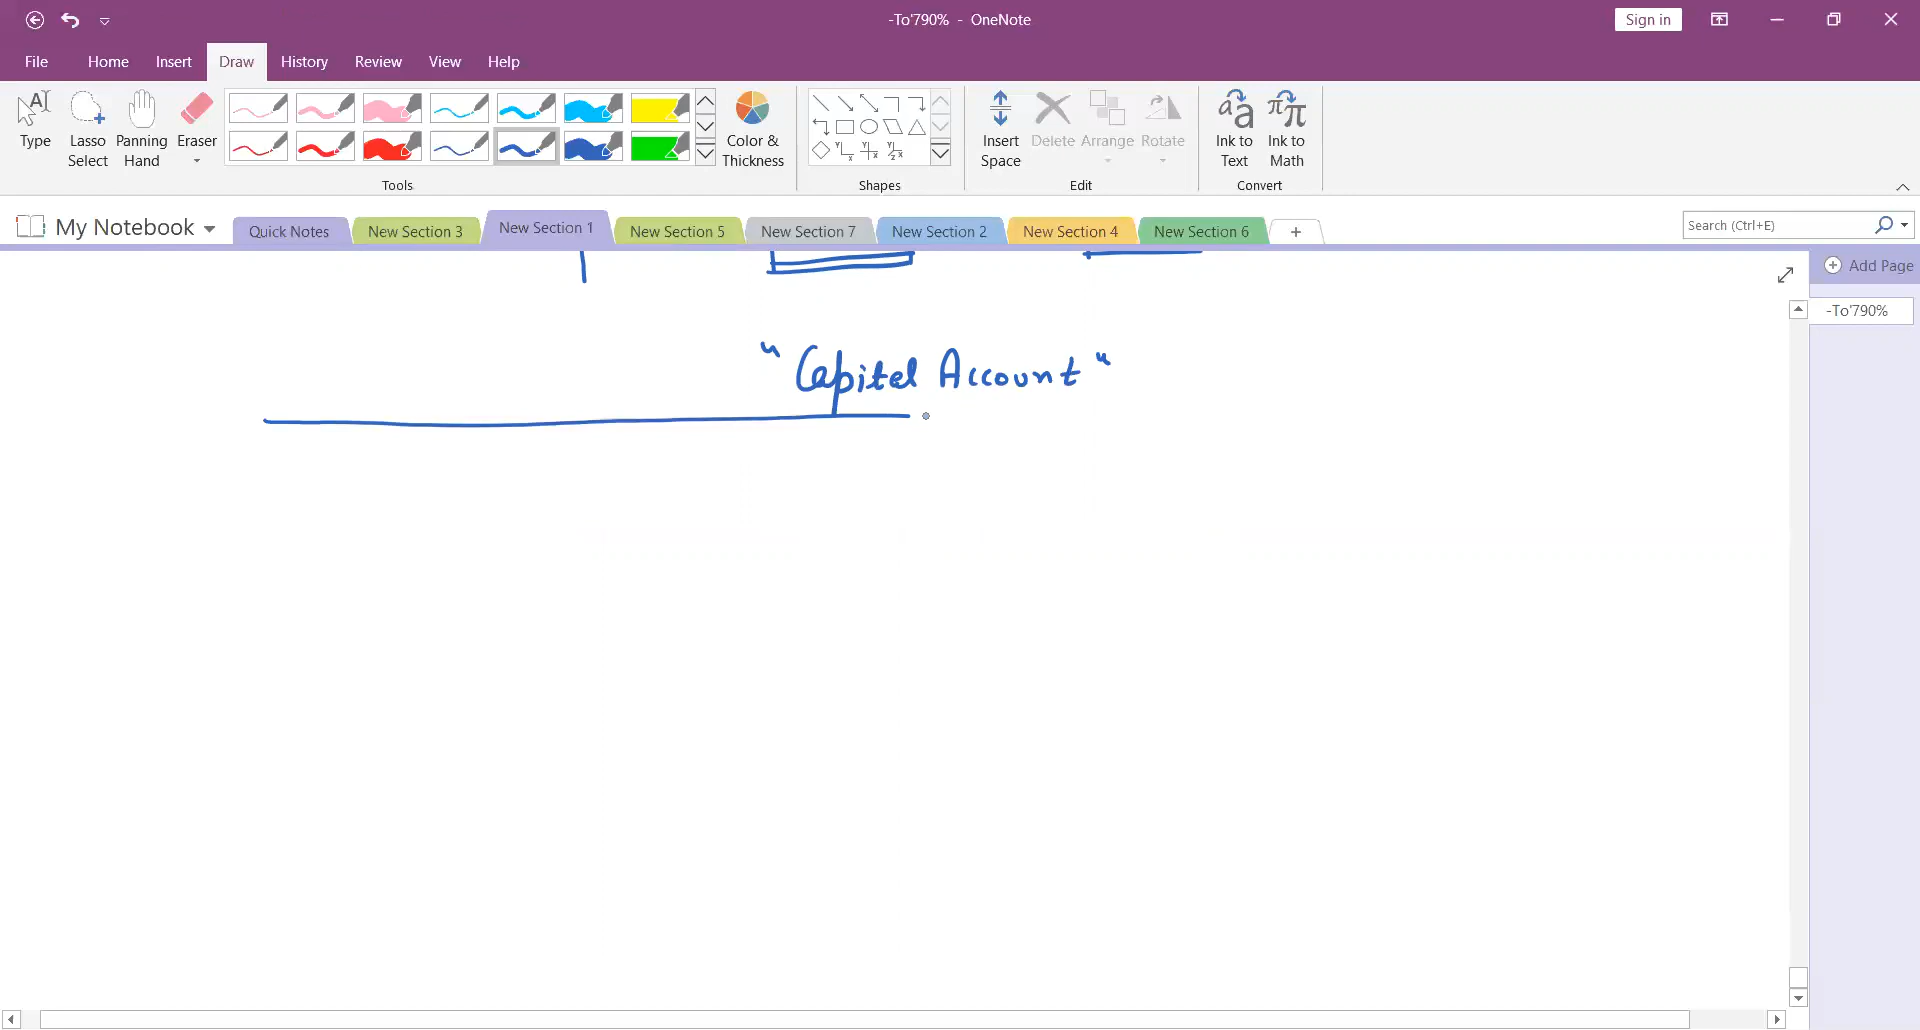 -To'790% - OneNote
Sign in
File Home Insert Draw History Review View Help
Type
Lasso Select
Panning Hand
Eraser
Color & Thickness
Insert Space
Delete
Arrange
Rotate
Ink to Text
Ink to Math
Tools
Shapes
Edit
Convert
My Notebook
Quick Notes
New Section 3
New Section 1
New Section 5
New Section 7
New Section 2
New Section 4
New Section 6
Search (Ctrl+E)
Add Page
-To'790%
"Capital Account"